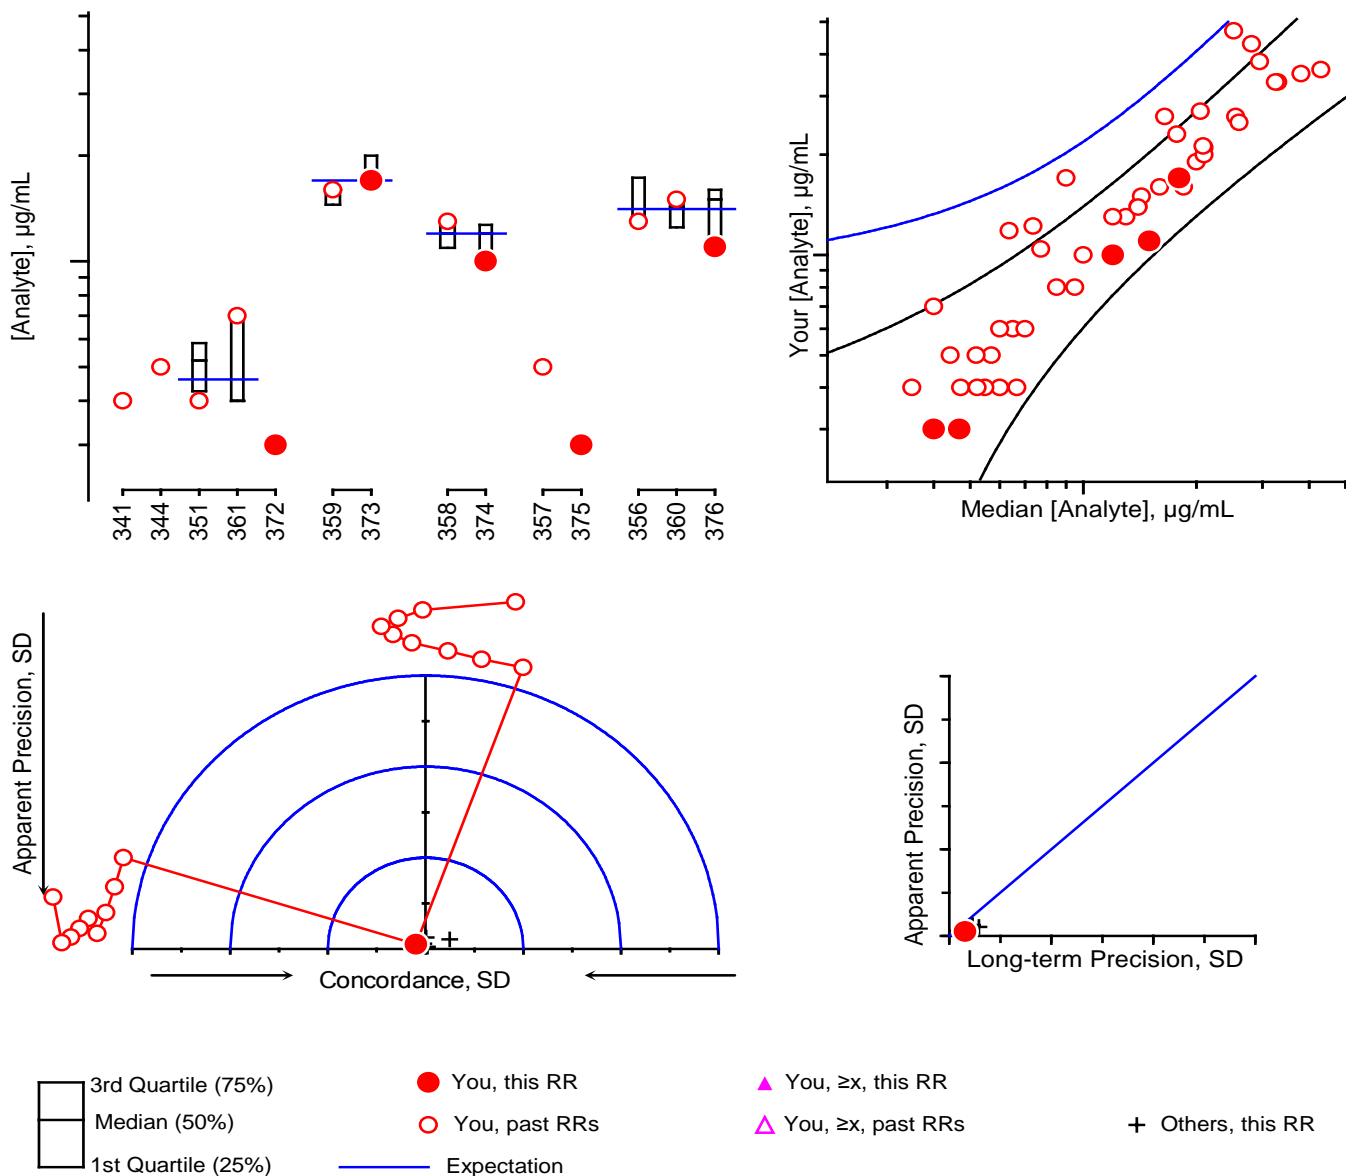 [Analyte], µg/mL
341
344
351
361
372
359
373
358
374
357
375
356
360
376
Your [Analyte], µg/mL
Median [Analyte], µg/mL
Apparent Precision, SD
Concordance, SD
Apparent Precision, SD
Long-term Precision, SD
3rd Quartile (75%)
Median (50%)
1st Quartile (25%)
You, this RR
You, past RRs
Expectation
You, ≥x, this RR
You, ≥x, past RRs
Others, this RR